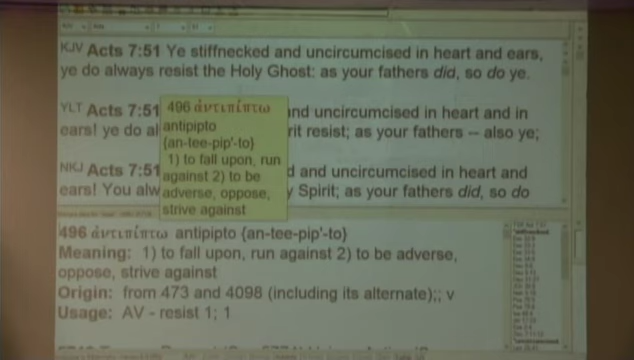 KJV Acts 7:51 Ye stiffnecked and uncircumcised in heart and ears,
ye do always resist the Holy Ghost: as your fathers did, so do ye.
YLT Acts 7:51 nd uncircumcised in heart and in
ears! ye do al rit resist; as your fathers -- also ye;
NKJ Acts 7:51 d and uncircumcised in heart and
ears! You alw y Spirit; as your fathers did, so do
496 ἀντιπίπτω
antipipto
{an-tee-pip'-to}
1) to fall upon, run
against 2) to be
adverse, oppose,
strive against
496 ἀντιπίπτω antipipto {an-tee-pip'-to}
Meaning: 1) to fall upon, run against 2) to be adverse,
oppose, strive against
Origin: from 473 and 4098 (including its alternate);; v
Usage: AV - resist 1; 1